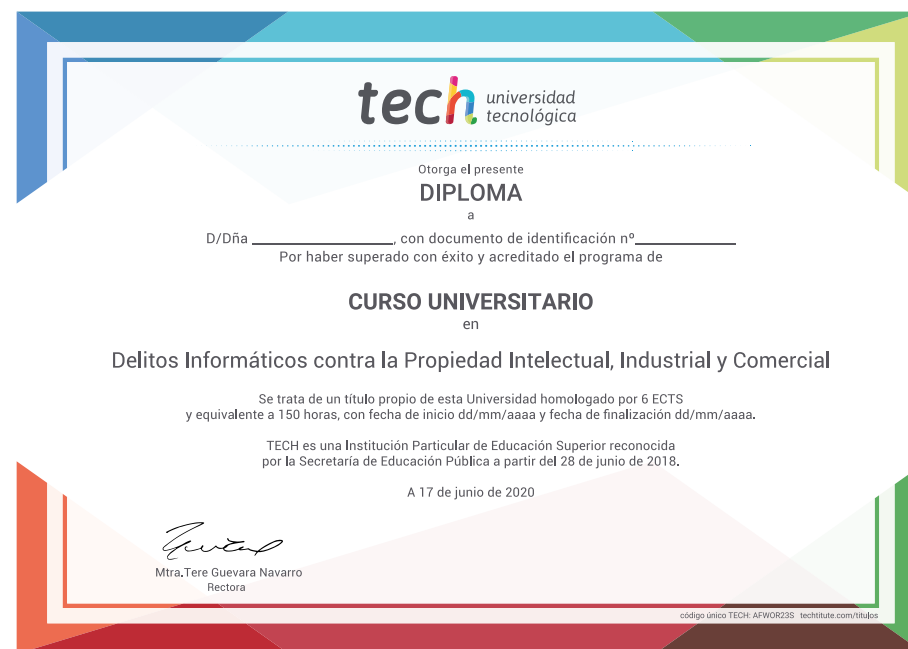 tech universidad
tecnológica
Otorga el presente
DIPLOMA
a
D/Dña ____________________, con documento de identificación nº______________
Por haber superado con éxito y acreditado el programa de
CURSO UNIVERSITARIO
en
Delitos Informáticos contra la Propiedad Intelectual, Industrial y Comercial
Se trata de un título propio de esta Universidad homologado por 6 ECTS
y equivalente a 150 horas, con fecha de inicio dd/mm/aaaa y fecha de finalización dd/mm/aaaa.
TECH es una Institución Particular de Educación Superior reconocida
por la Secretaría de Educación Pública a partir del 28 de junio de 2018.
A 17 de junio de 2020
Mtra.Tere Guevara Navarro
Rectora
código único TECH: AFWOR23S techtitute.com/titulos